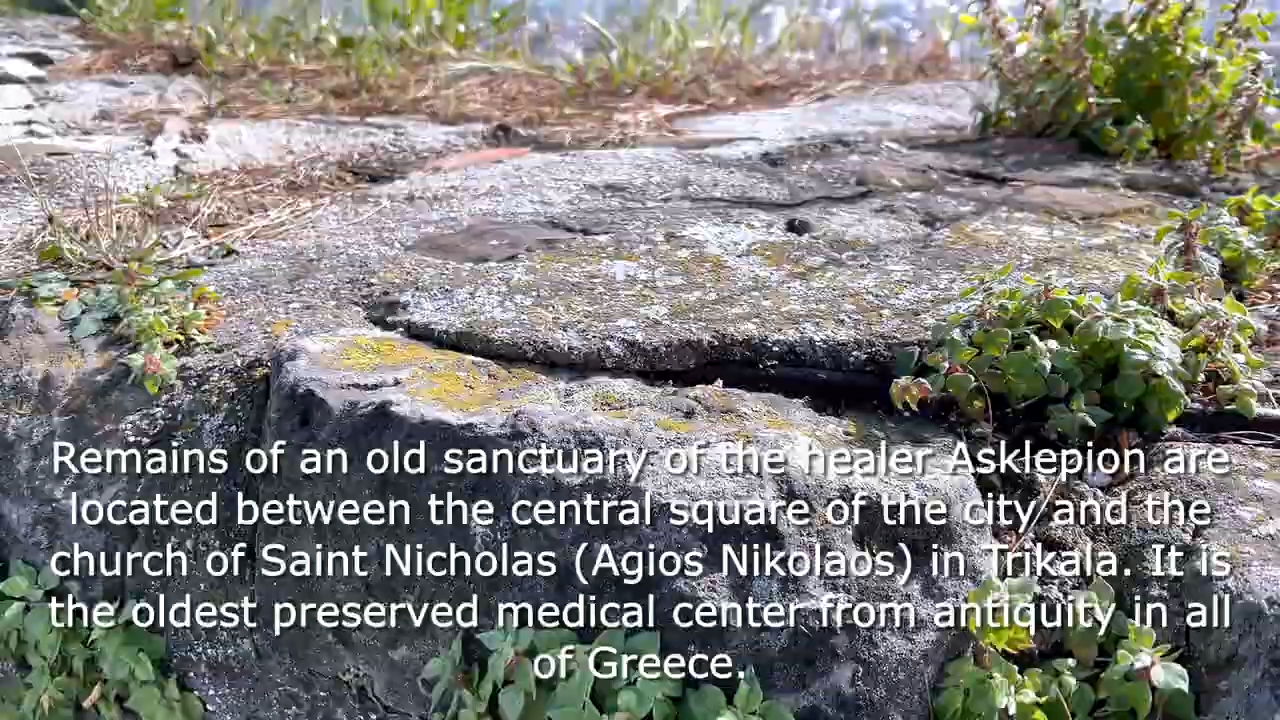 Remains of an old sanctuary of the healer Asklepion are
located between the central square of the city and the
church of Saint Nicholas (Agios Nikolaos) in Trikala. It is
the oldest preserved medical center from antiquity in all
of Greece.